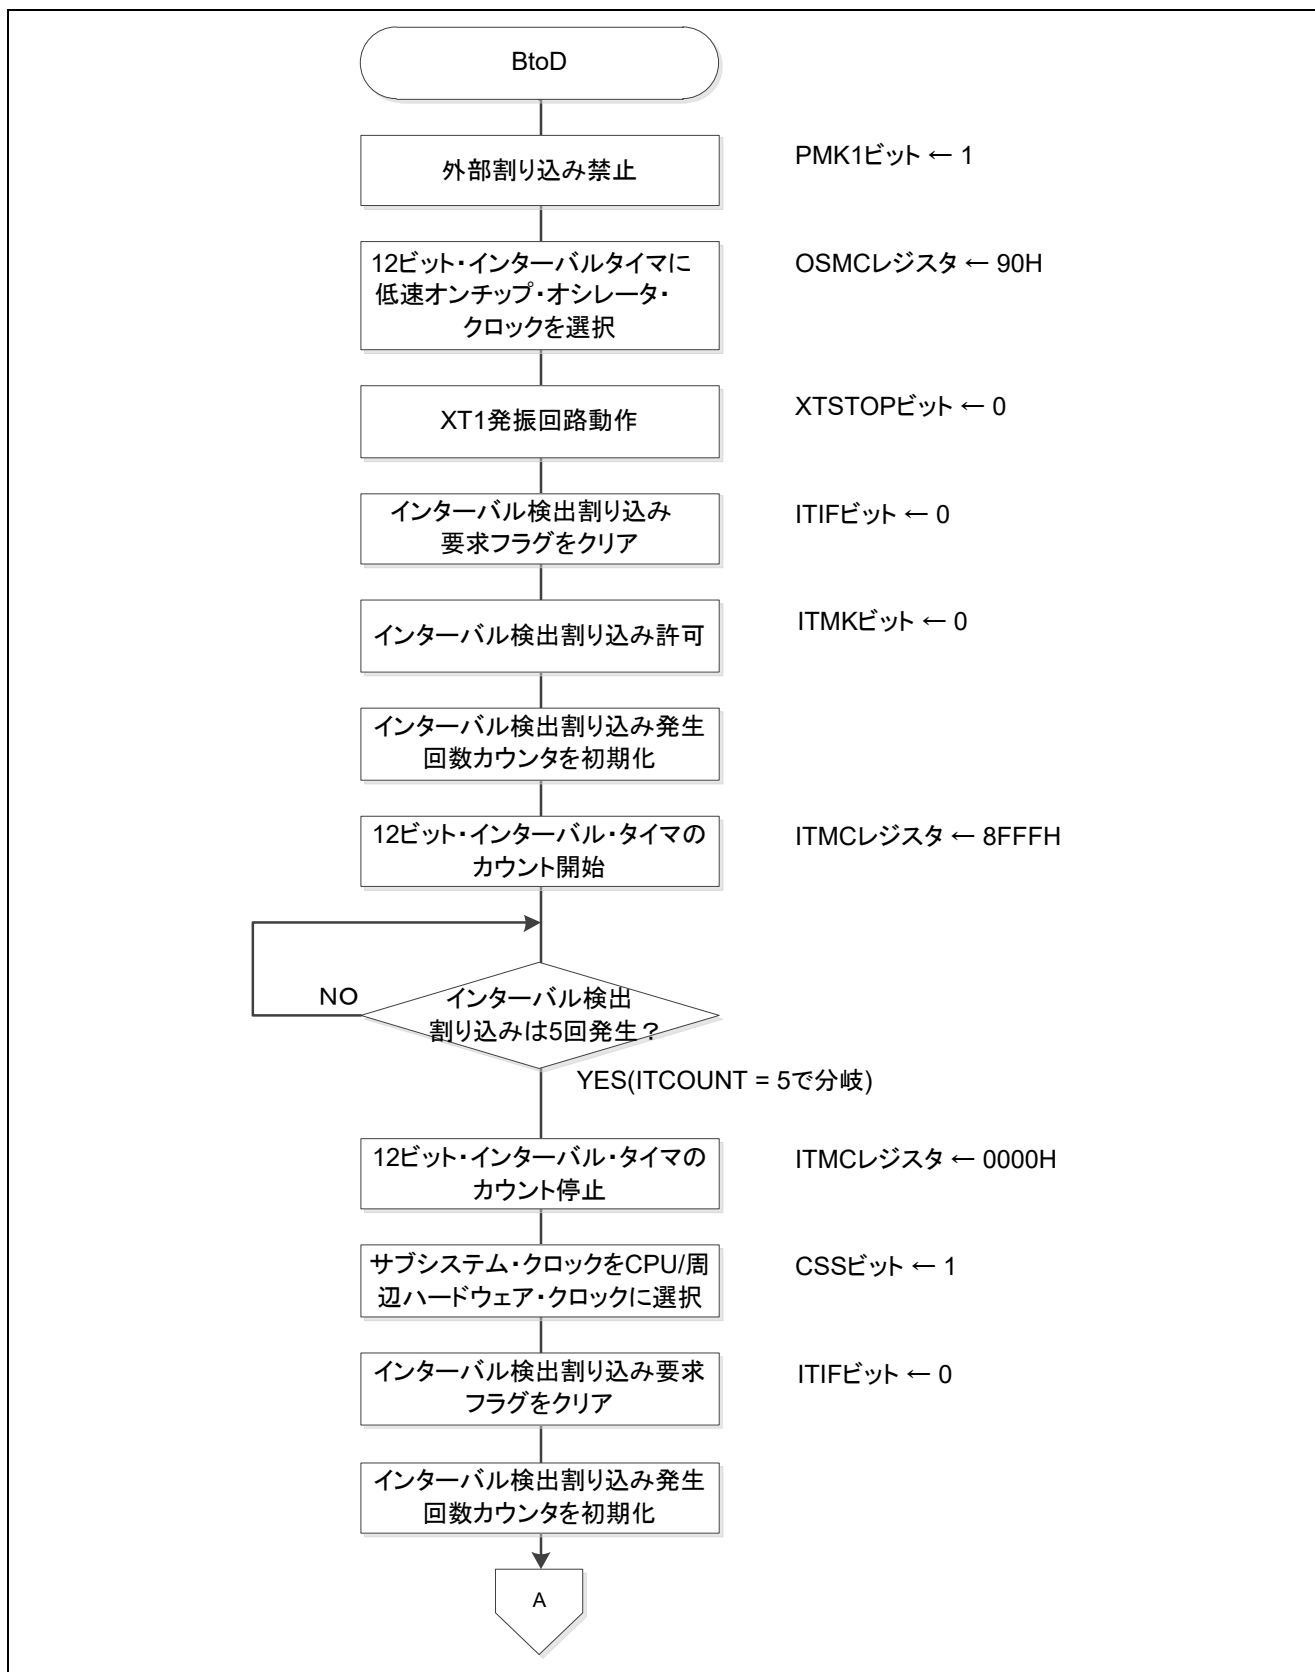 BtoD
外部割り込み禁止
PMK1ビット ← 1
12ビット・インターバルタイマに
低速オンチップ・オシレータ・
クロックを選択
OSMCレジスタ ← 90H
XT1発振回路動作
XTSTOPビット ← 0
インターバル検出割り込み
要求フラグをクリア
ITIFビット ← 0
インターバル検出割り込み許可
ITMKビット ← 0
インターバル検出割り込み発生
回数カウンタを初期化
12ビット・インターバル・タイマの
カウント開始
ITMCレジスタ ← 8FFFH
NO
インターバル検出
割り込みは5回発生?
YES(ITCOUNT = 5で分岐)
12ビット・インターバル・タイマの
カウント停止
ITMCレジスタ ← 0000H
サブシステム・クロックをCPU/周
辺ハードウェア・クロックに選択
CSSビット ← 1
インターバル検出割り込み要求
フラグをクリア
ITIFビット ← 0
インターバル検出割り込み発生
回数カウンタを初期化
A